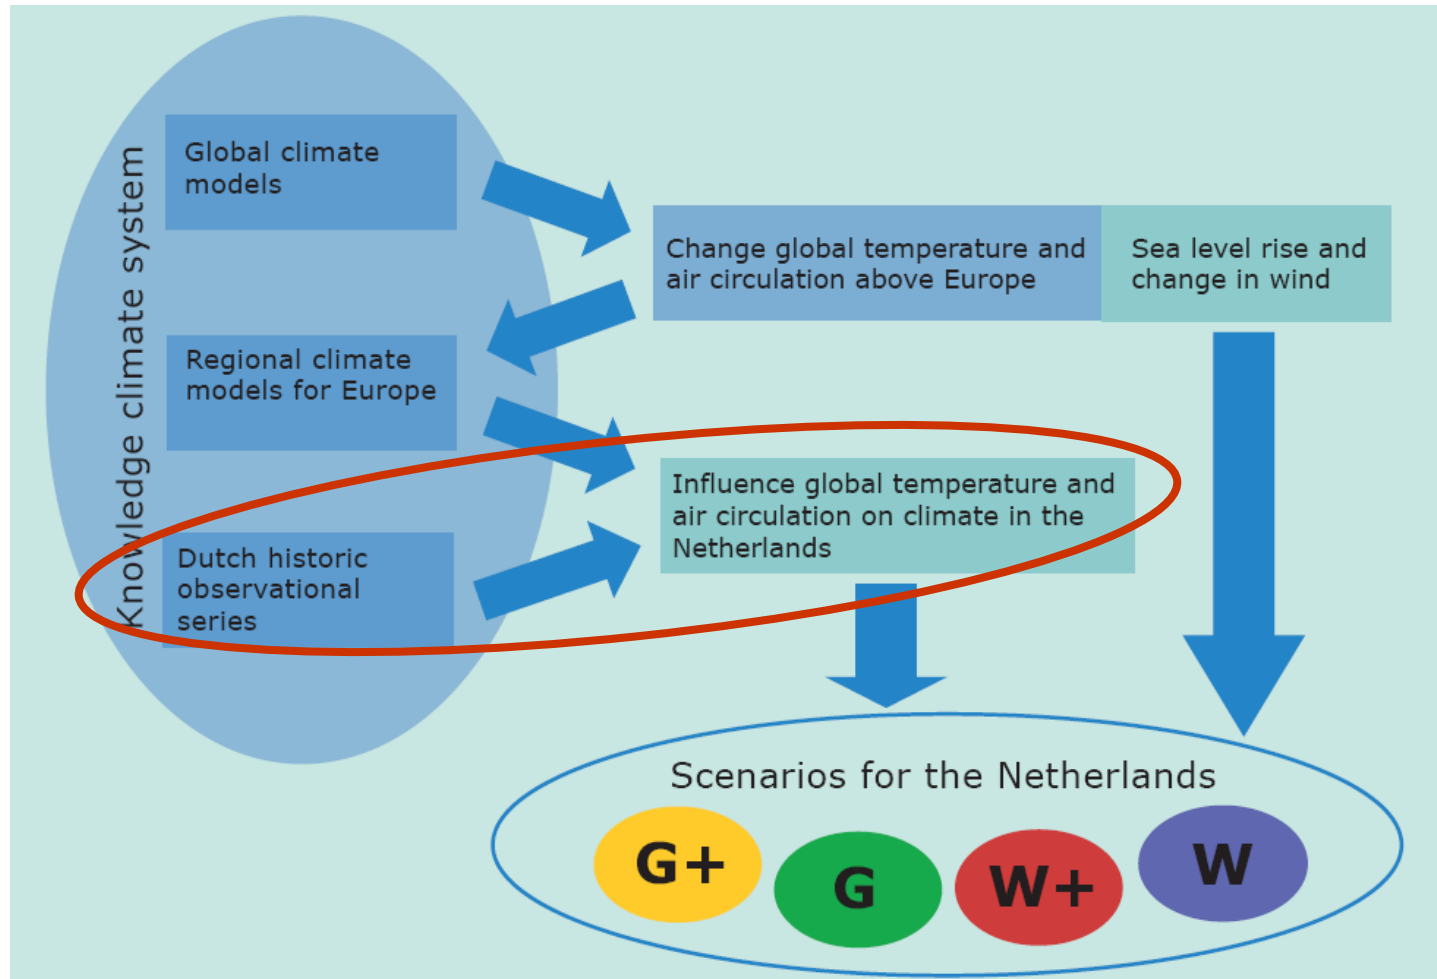 Knowledge climate system
Global climate
models
Change global temperature and
air circulation above Europe
Sea level rise and
change in wind
Regional climate
models for Europe
Influence global temperature and
air circulation on climate in the
Netherlands
Dutch historic
observational
series
Scenarios for the Netherlands
G+
G
W+
W